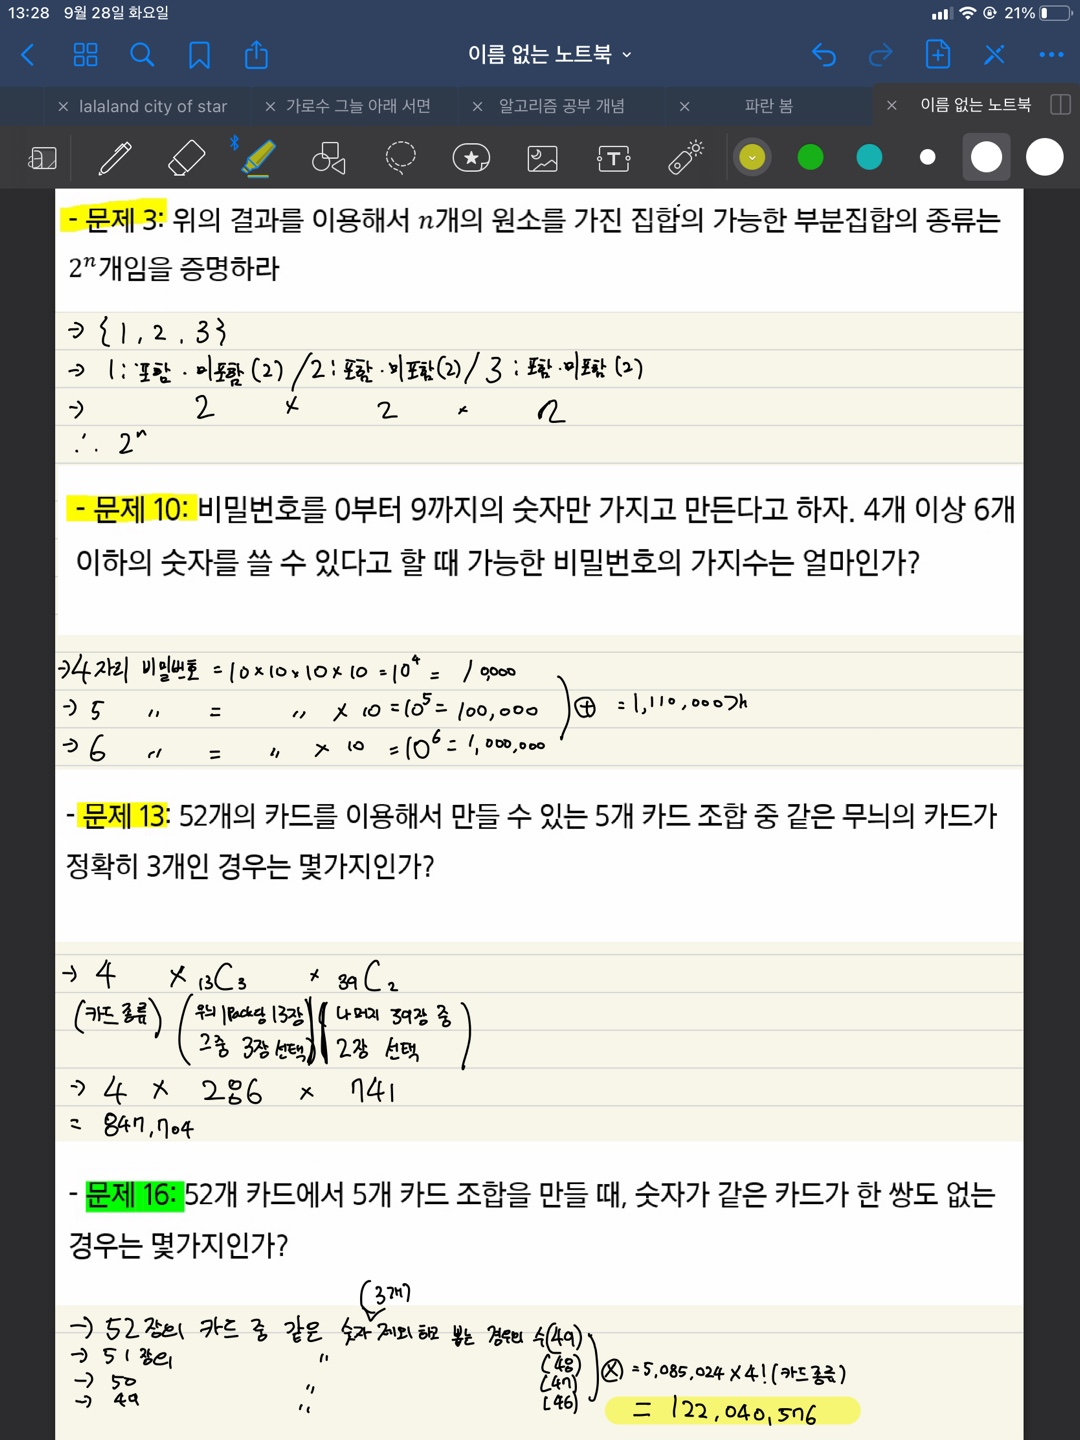 13:28 9월 28일 화요일
21%
이름 없는 노트북
lalaland city of star
가로수 그늘 아래 서면
알고리즘 공부 개념
파란 봄
이름 없는 노트북
- 문제 3: 위의 결과를 이용해서 n개의 원소를 가진 집합의 가능한 부분집합의 종류는
2ⁿ개임을 증명하라
→ {1, 2, 3}
→ 1: 포함 · 미포함 (2) / 2: 포함 · 미포함(2) / 3: 포함 · 미포함 (2)
→ 2 × 2 × 2
∴ 2ⁿ
- 문제 10: 비밀번호를 0부터 9까지의 숫자만 가지고 만든다고 하자. 4개 이상 6개
이하의 숫자를 쓸 수 있다고 할 때 가능한 비밀번호의 가지수는 얼마인가?
→ 4자리 비밀번호 = 10×10×10×10 = 10⁴ = 10,000
→ 5 〃 = 〃 × 10 = 10⁵ = 100,000 ⊕ = 1,110,000개
→ 6 〃 = 〃 × 10 = 10⁶ = 1,000,000
- 문제 13: 52개의 카드를 이용해서 만들 수 있는 5개 카드 조합 중 같은 무늬의 카드가
정확히 3개인 경우는 몇가지인가?
→ 4 × ₁₃C₃ × ₃₉C₂
(카드 종류) (무늬 1pack당 13장 (나머지 39장 중
그중 3장 선택) 2장 선택)
→ 4 × 286 × 741
= 847,704
- 문제 16: 52개 카드에서 5개 카드 조합을 만들 때, 숫자가 같은 카드가 한 쌍도 없는
경우는 몇가지인가?
(3개)
→ 52장의 카드 중 같은 숫자 제외하고 뽑는 경우의 수(49)
→ 51장의 〃 (48) ⊗ = 5,085,024 × 4! (카드종류)
→ 50 〃 (47)
→ 49 〃 (46) = 122,040,576